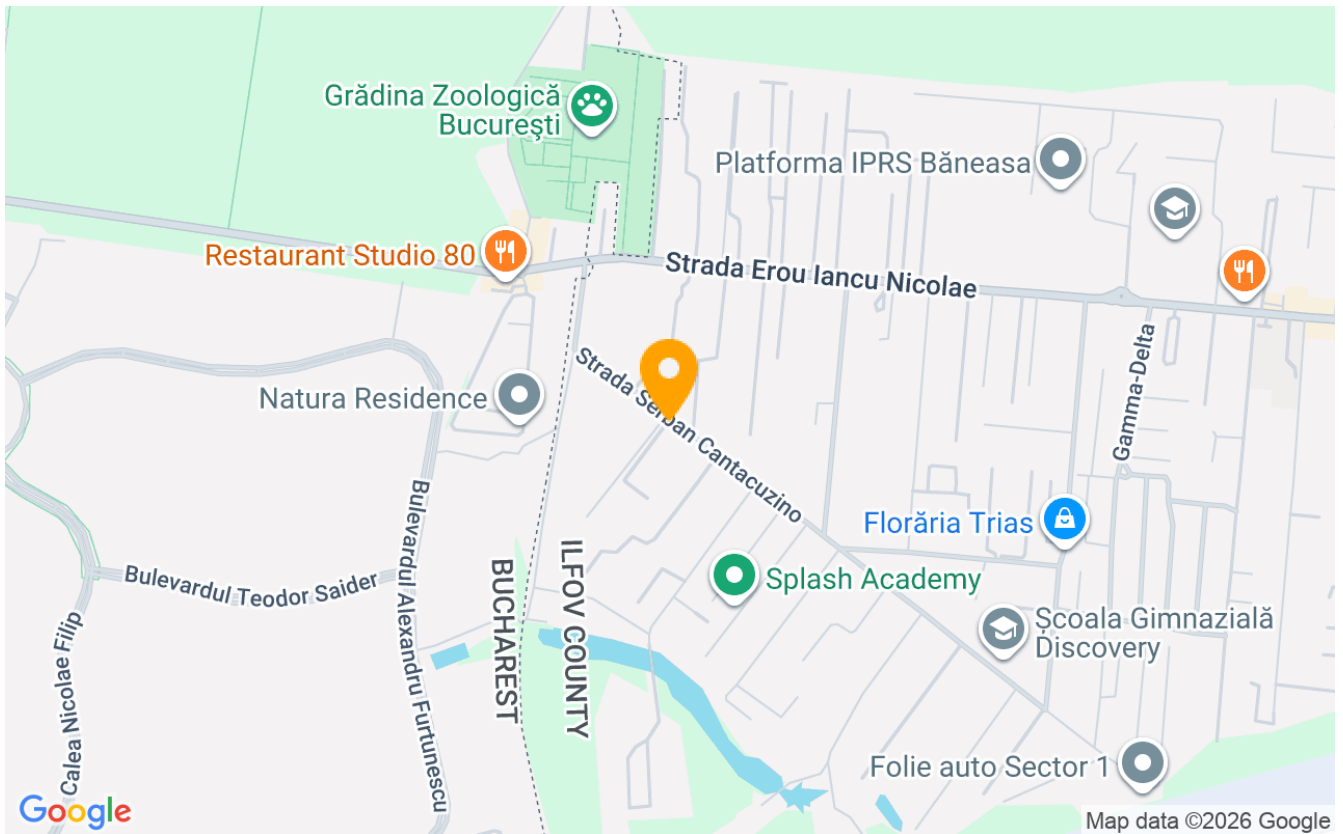 Grădina Zoologică
București
Platforma IPRS Băneasa
Restaurant Studio 80
Strada Erou Iancu Nicolae
Strada Serban Cantacuzino
Natura Residence
Gamma-Delta
Florăria Trias
Splash Academy
Școala Gimnazială
Discovery
Bulevardul Teodor Saider
Bulevardul Alexandru Furtunescu
Calea Nicolae Filip
BUCHAREST
ILFOV COUNTY
Folie auto Sector 1
Google
Map data ©2026 Google